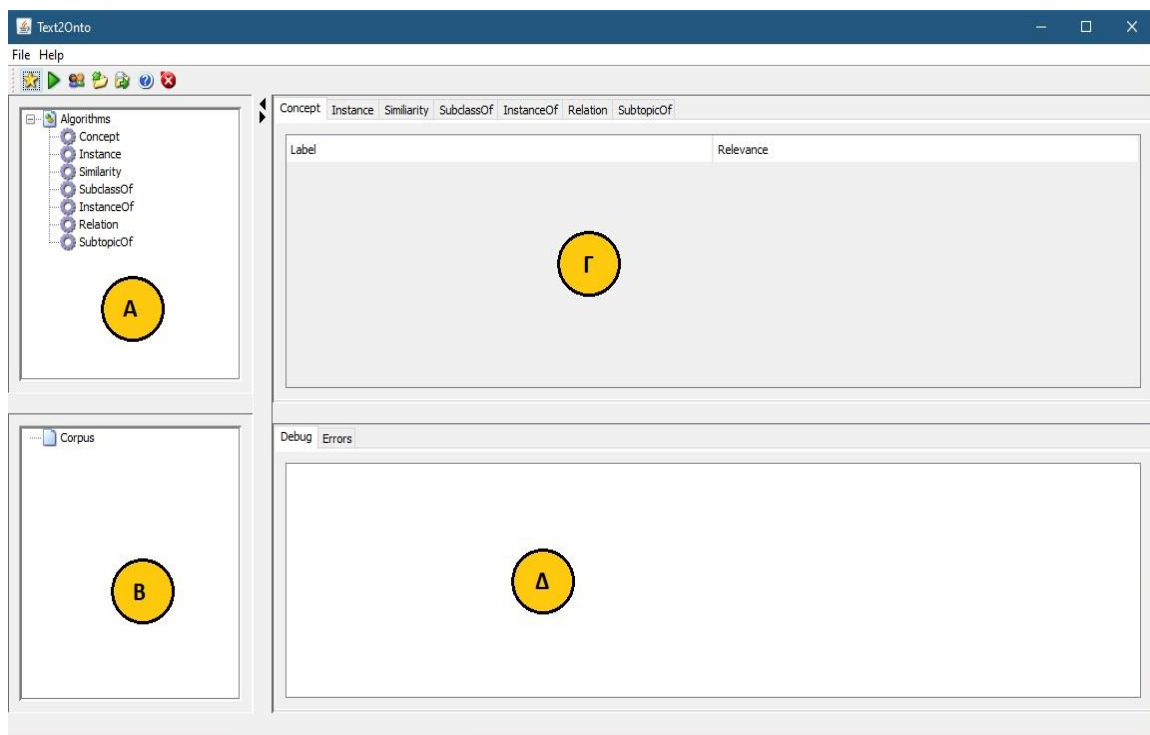 Text2Onto
File Help
Algorithms
Concept
Instance
Similarity
SubclassOf
InstanceOf
Relation
SubtopicOf
Α
Concept Instance Similiarity SubclassOf InstanceOf Relation SubtopicOf
Label Relevance
Γ
Corpus
Β
Debug Errors
Δ